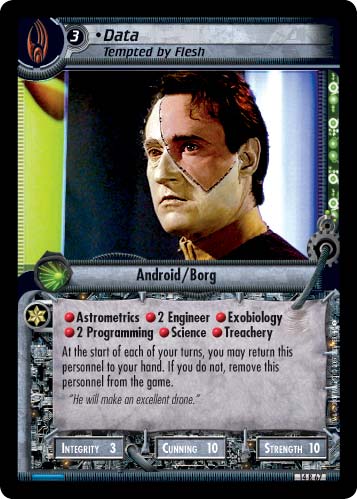 3 •Data
Tempted by Flesh
Android/Borg
•Astrometrics •2 Engineer •Exobiology
•2 Programming •Science •Treachery
At the start of each of your turns, you may return this
personnel to your hand. If you do not, remove this
personnel from the game.
"He will make an excellent drone."
INTEGRITY 3 CUNNING 10 STRENGTH 10
14 R 67